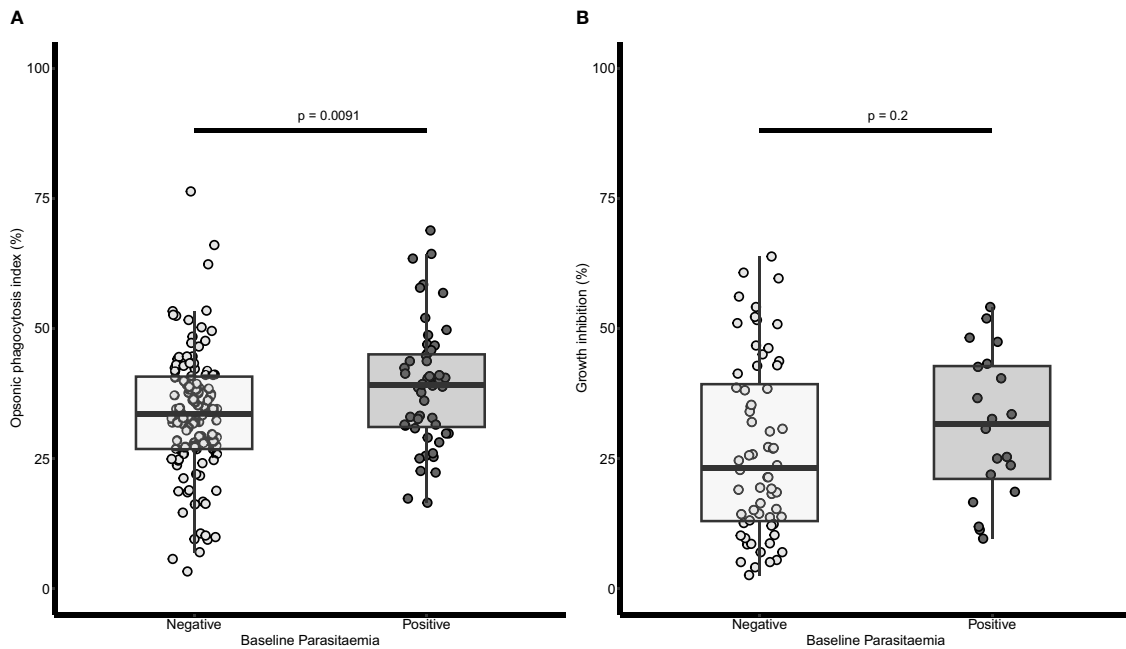 A
Opsonic phagocytosis index (%)
100
75
50
25
0
p = 0.0091
Negative
Positive
Baseline Parasitaemia
B
Growth inhibition (%)
100
75
50
25
0
p = 0.2
Negative
Positive
Baseline Parasitaemia